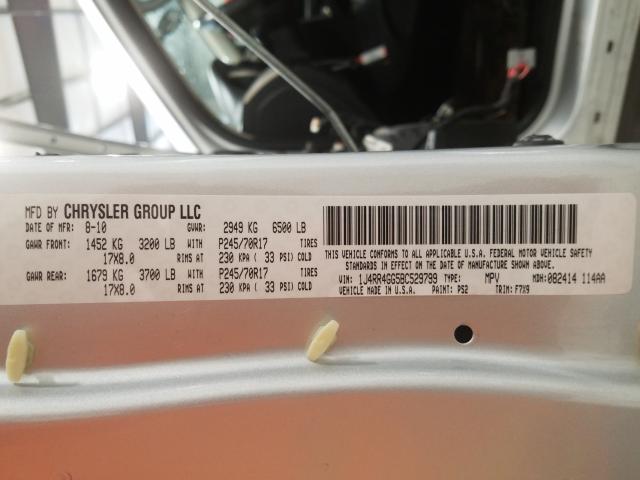 MFD BY CHRYSLER GROUP LLC
DATE OF MFR: 8-10 GVWR: 2949 KG 6500 LB
GAWR FRONT: 1452 KG 3200 LB WITH P245/70R17 TIRES
17X8.0 RIMS AT 230 KPA ( 33 PSI) COLD
GAWR REAR: 1679 KG 3700 LB WITH P245/70R17 TIRES
17X8.0 RIMS AT 230 KPA ( 33 PSI) COLD
THIS VEHICLE CONFORMS TO ALL APPLICABLE U.S.A. FEDERAL MOTOR VEHICLE SAFETY
STANDARDS IN EFFECT ON THE DATE OF MANUFACTURE SHOWN ABOVE.
VIN: 1J4RR4GG5BC529799 TYPE: MPV MDH: 082414 114AA
VEHICLE MADE IN U.S.A. PAINT: PS2 TRIM: F7X9